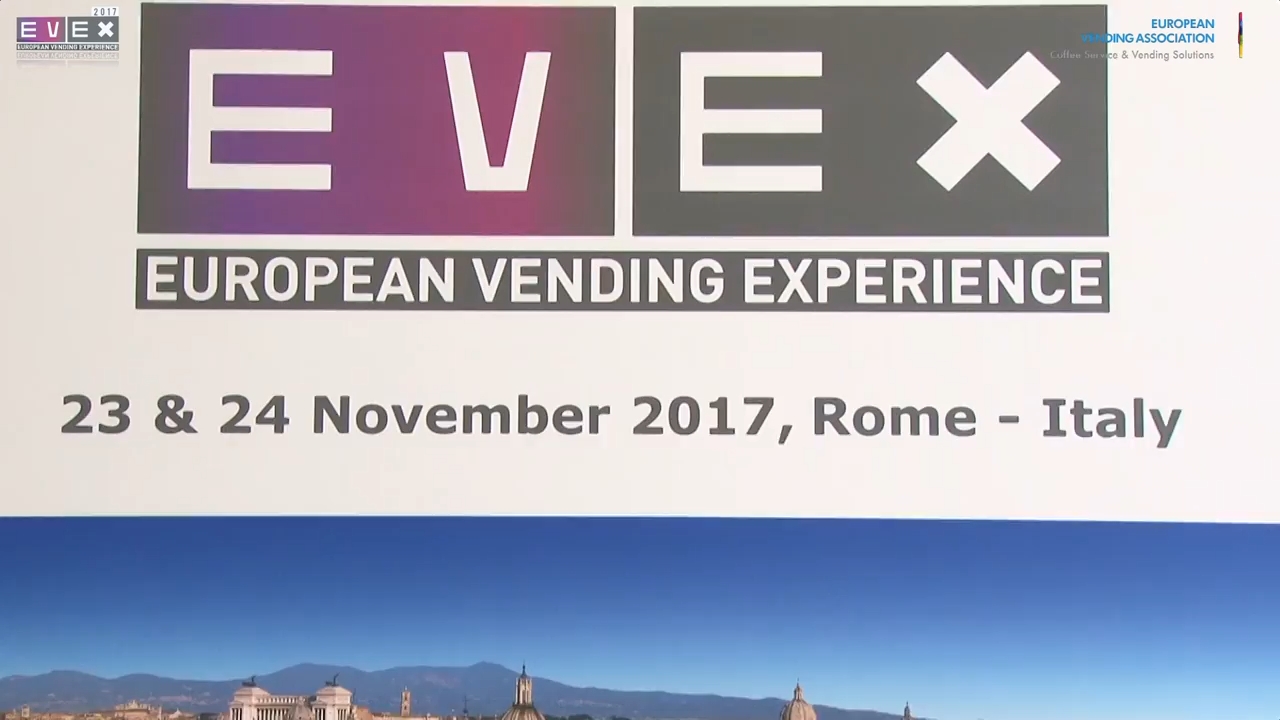 2017
EVEX
EUROPEAN VENDING EXPERIENCE
EUROPEAN
VENDING ASSOCIATION
Coffee Service & Vending Solutions
EVEX
EUROPEAN VENDING EXPERIENCE
23 & 24 November 2017, Rome - Italy